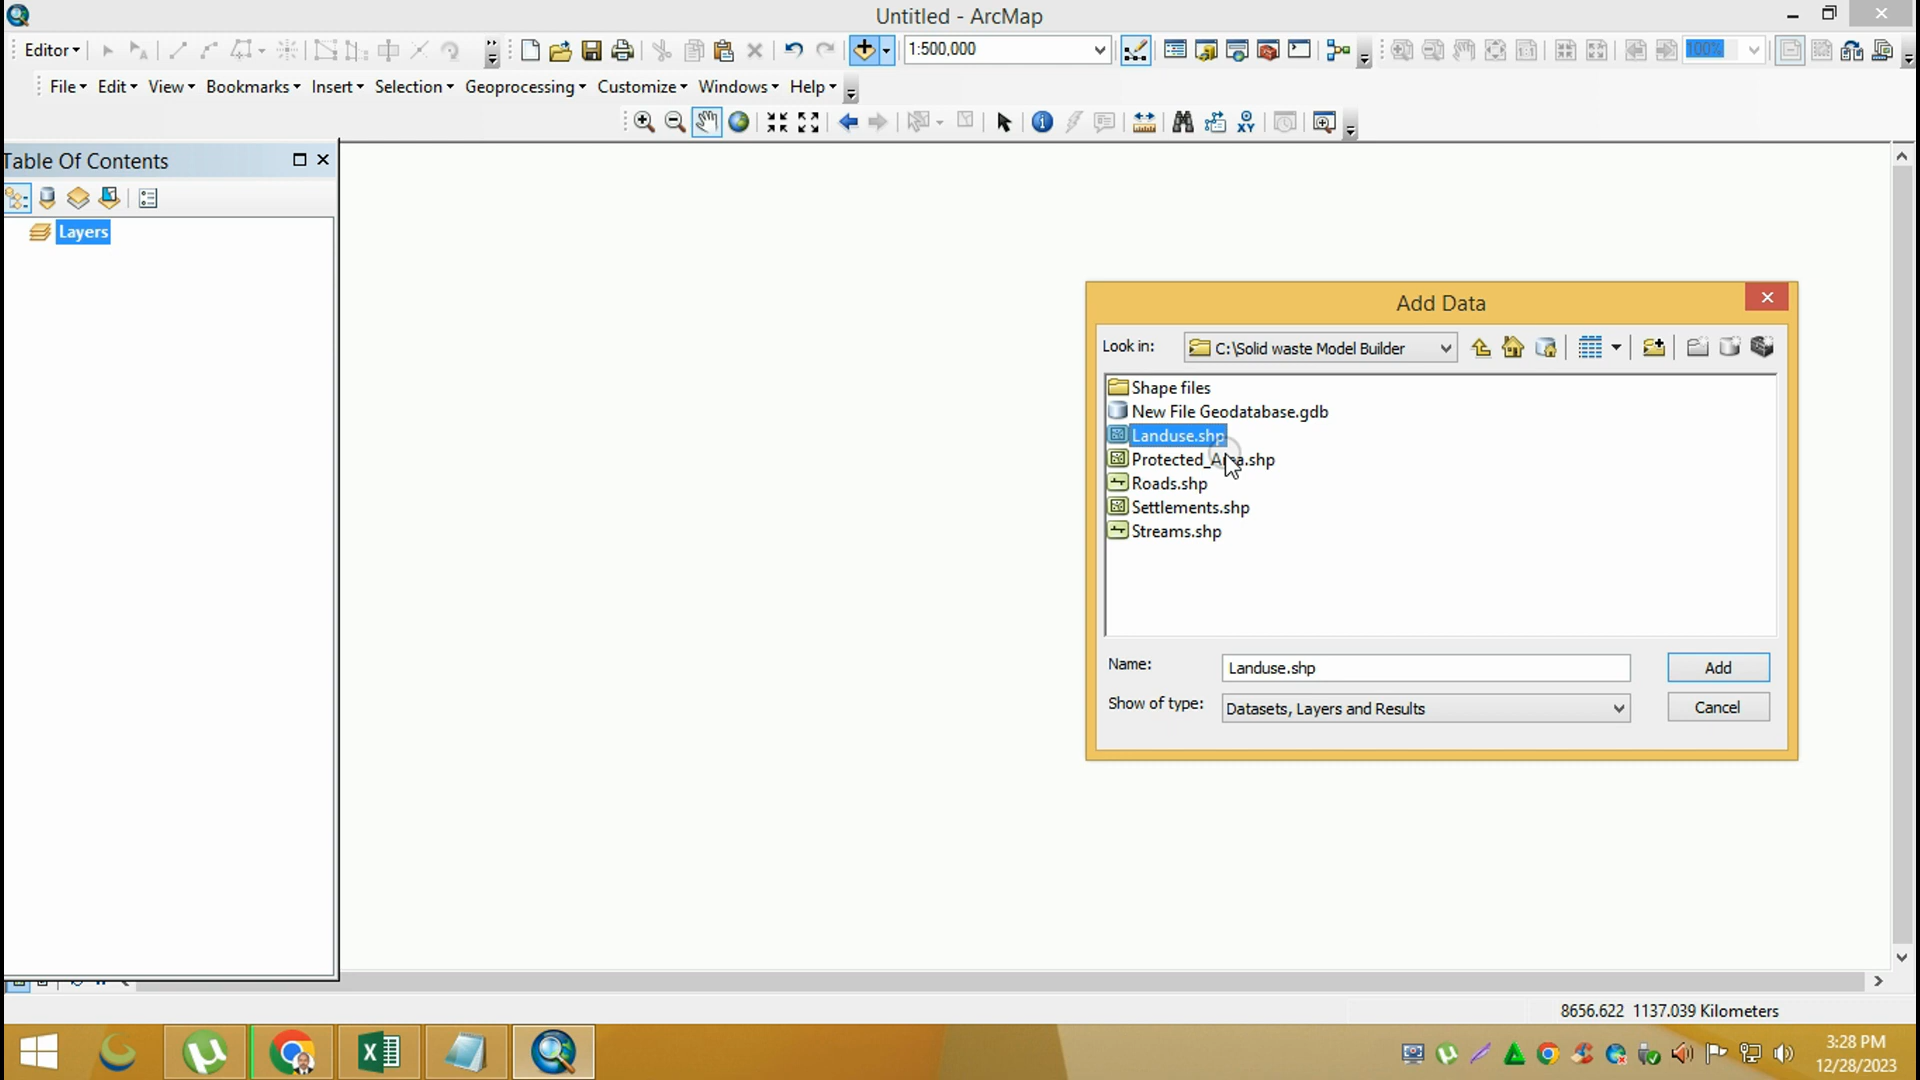 Untitled - ArcMap
Editor
1:500,000
100%
File Edit View Bookmarks Insert Selection Geoprocessing Customize Windows Help
Table Of Contents
Layers
Add Data
Look in: C:\Solid waste Model Builder
Shape files
New File Geodatabase.gdb
Landuse.shp
Protected_Area.shp
Roads.shp
Settlements.shp
Streams.shp
Name: Landuse.shp Add
Show of type: Datasets, Layers and Results Cancel
8656.622 1137.039 Kilometers
3:28 PM
12/28/2023